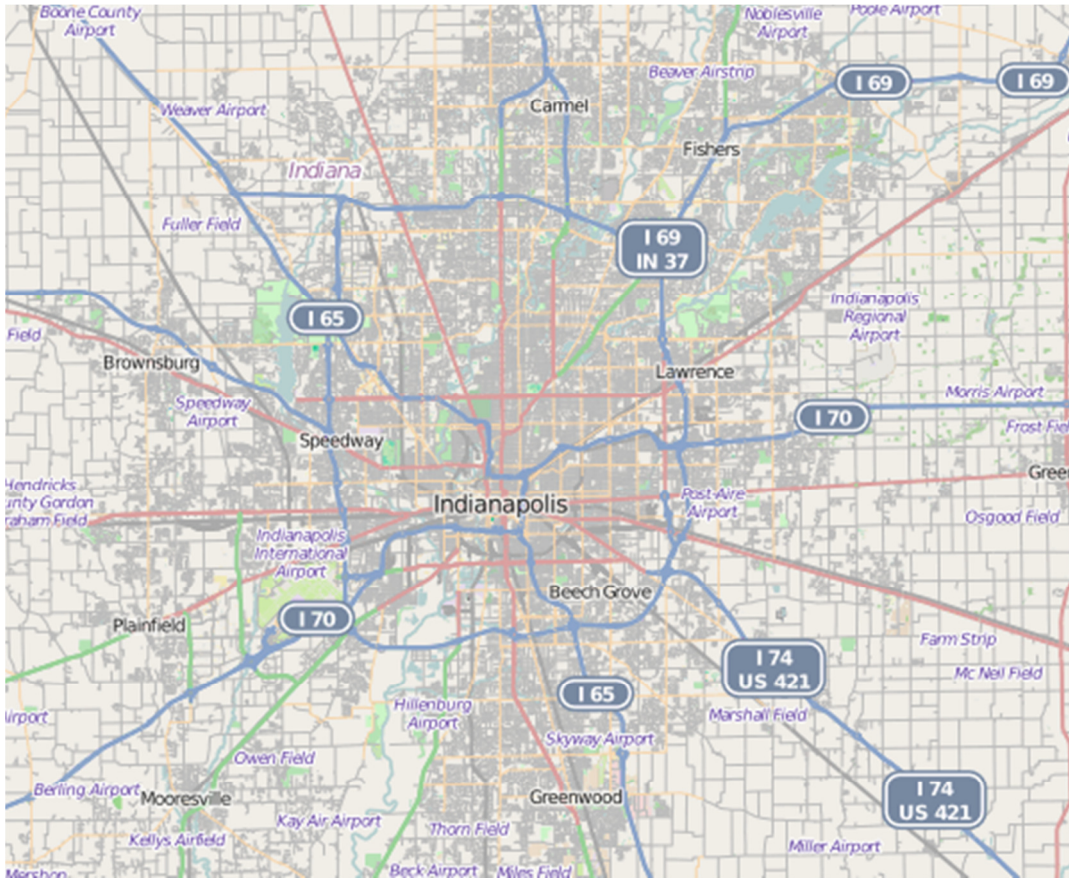 Boone County
Airport
Noblesville
Airport
Poole Airport
Beaver Airstrip
I 69
I 69
Carmel
Weaver Airport
Fishers
Indiana
Fuller Field
I 69
IN 37
I 65
Indianapolis
Regional
Airport
Field
Brownsburg
Lawrence
Morris Airport
Speedway
Airport
I 70
Frost Fiel
Speedway
Green
Hendricks
unty Gordon
raham Field
Indianapolis
Post-Aire
Airport
Osgood Field
Indianapolis
International
Airport
Beech Grove
I 70
Plainfield
Farm Strip
I 74
US 421
Mc Neil Field
I 65
Hillenburg
Airport
Airport
Marshall Field
Skyway Airport
Owen Field
Berling Airport
Mooresville
Greenwood
I 74
US 421
Kay Air Airport
Thorn Field
Kellys Airfield
Miller Airport
Mershon
Beck Airport
Miles Field